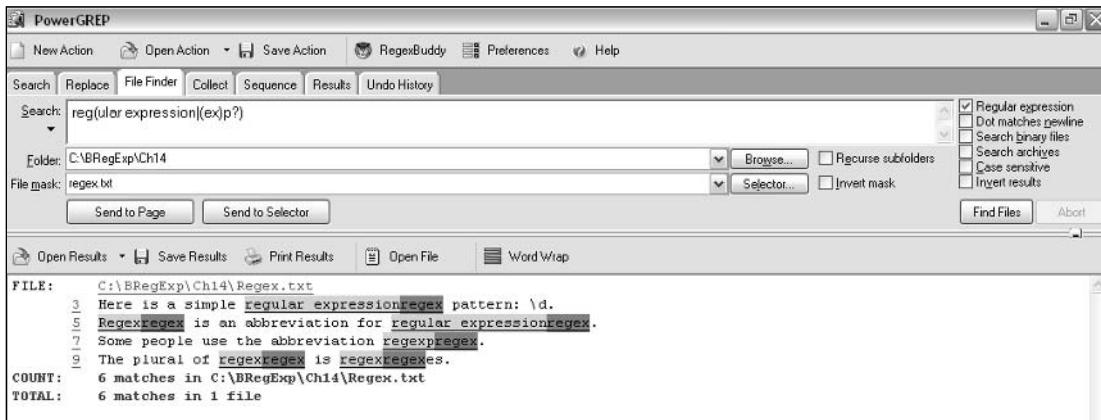 PowerGREP
New Action Open Action Save Action RegexBuddy Preferences Help
Search Replace File Finder Collect Sequence Results Undo History
Search: reg(ular expression|(ex)p?)
Regular expression
Dot matches newline
Search binary files
Search archives
Case sensitive
Invert results
Folder: C:\BRegExp\Ch14 Browse... Recurse subfolders
File mask: regex.txt Selector... Invert mask
Send to Page Send to Selector Find Files Abort
Open Results Save Results Print Results Open File Word Wrap
FILE: C:\BRegExp\Ch14\Regex.txt
3 Here is a simple regular expressionregex pattern: \d.
5 Regexregex is an abbreviation for regular expressionregex.
7 Some people use the abbreviation regexpregex.
9 The plural of regexregex is regexregexes.
COUNT: 6 matches in C:\BRegExp\Ch14\Regex.txt
TOTAL: 6 matches in 1 file